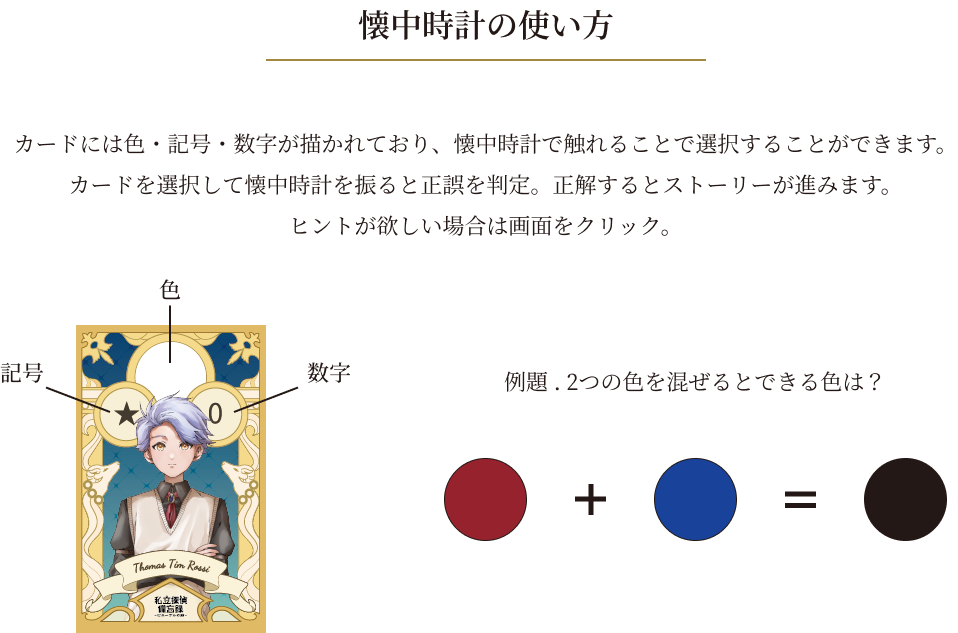 懐中時計の使い方
カードには色・記号・数字が描かれており、懐中時計で触れることで選択することができます。
カードを選択して懐中時計を振ると正誤を判定。正解するとストーリーが進みます。
ヒントが欲しい場合は画面をクリック。
色
記号
数字
★
0
Thomas Tim Rossi
私立探偵
備忘録
例題 . 2つの色を混ぜるとできる色は？
+
=